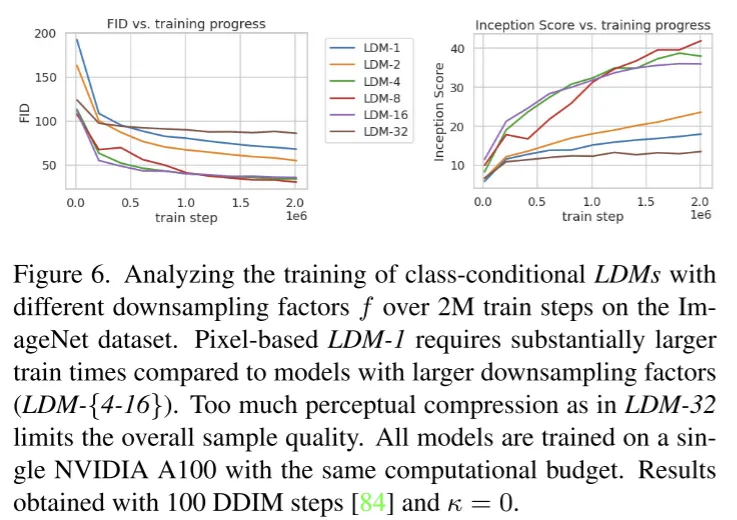 FID vs. training progress
200
150
100
50
FID
0.0
0.5
1.0
1.5
2.0
1e6
train step
LDM-1
LDM-2
LDM-4
LDM-8
LDM-16
LDM-32
Inception Score vs. training progress
40
30
20
10
Inception Score
0.0
0.5
1.0
1.5
2.0
1e6
train step
Figure 6. Analyzing the training of class-conditional LDMs with
different downsampling factors f over 2M train steps on the Im-
ageNet dataset. Pixel-based LDM-1 requires substantially larger
train times compared to models with larger downsampling factors
(LDM-{4-16}). Too much perceptual compression as in LDM-32
limits the overall sample quality. All models are trained on a sin-
gle NVIDIA A100 with the same computational budget. Results
obtained with 100 DDIM steps [84] and κ = 0.